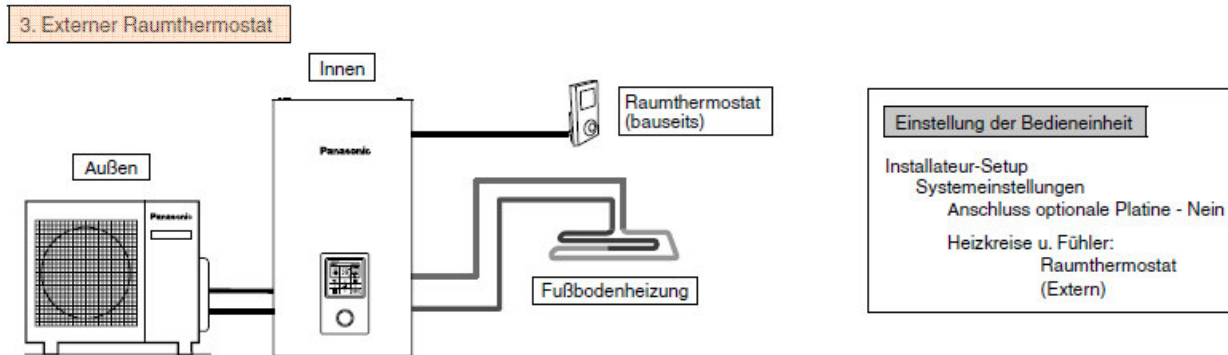 3. Externer Raumthermostat
Innen
Raumthermostat
(bauseits)
Panasonic
Außen
Panasonic
Fußbodenheizung
Einstellung der Bedieneinheit
Installateur-Setup
Systemeinstellungen
Anschluss optionale Platine - Nein
Heizkreise u. Fühler:
Raumthermostat
(Extern)